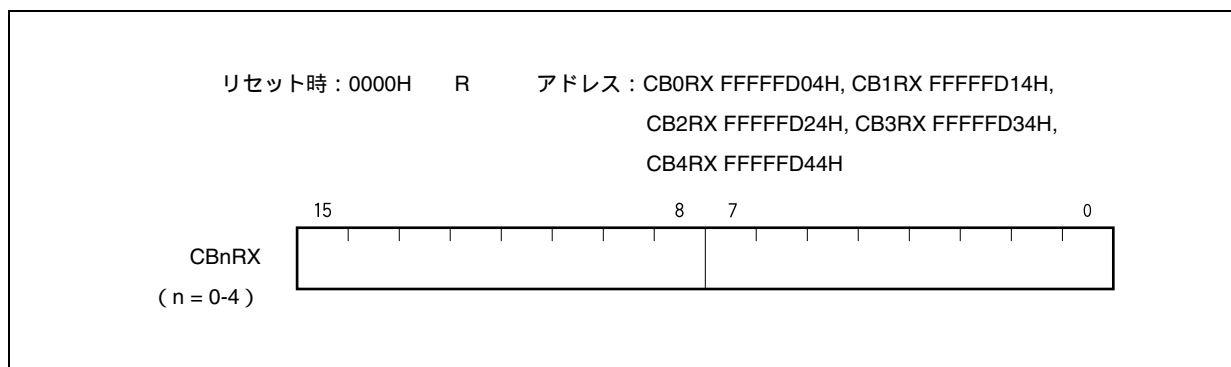 リセット時：0000H　R　アドレス：CB0RX FFFFFD04H, CB1RX FFFFFD14H,
CB2RX FFFFFD24H, CB3RX FFFFFD34H,
CB4RX FFFFFD44H
15 8 7 0
CBnRX
（n = 0-4）